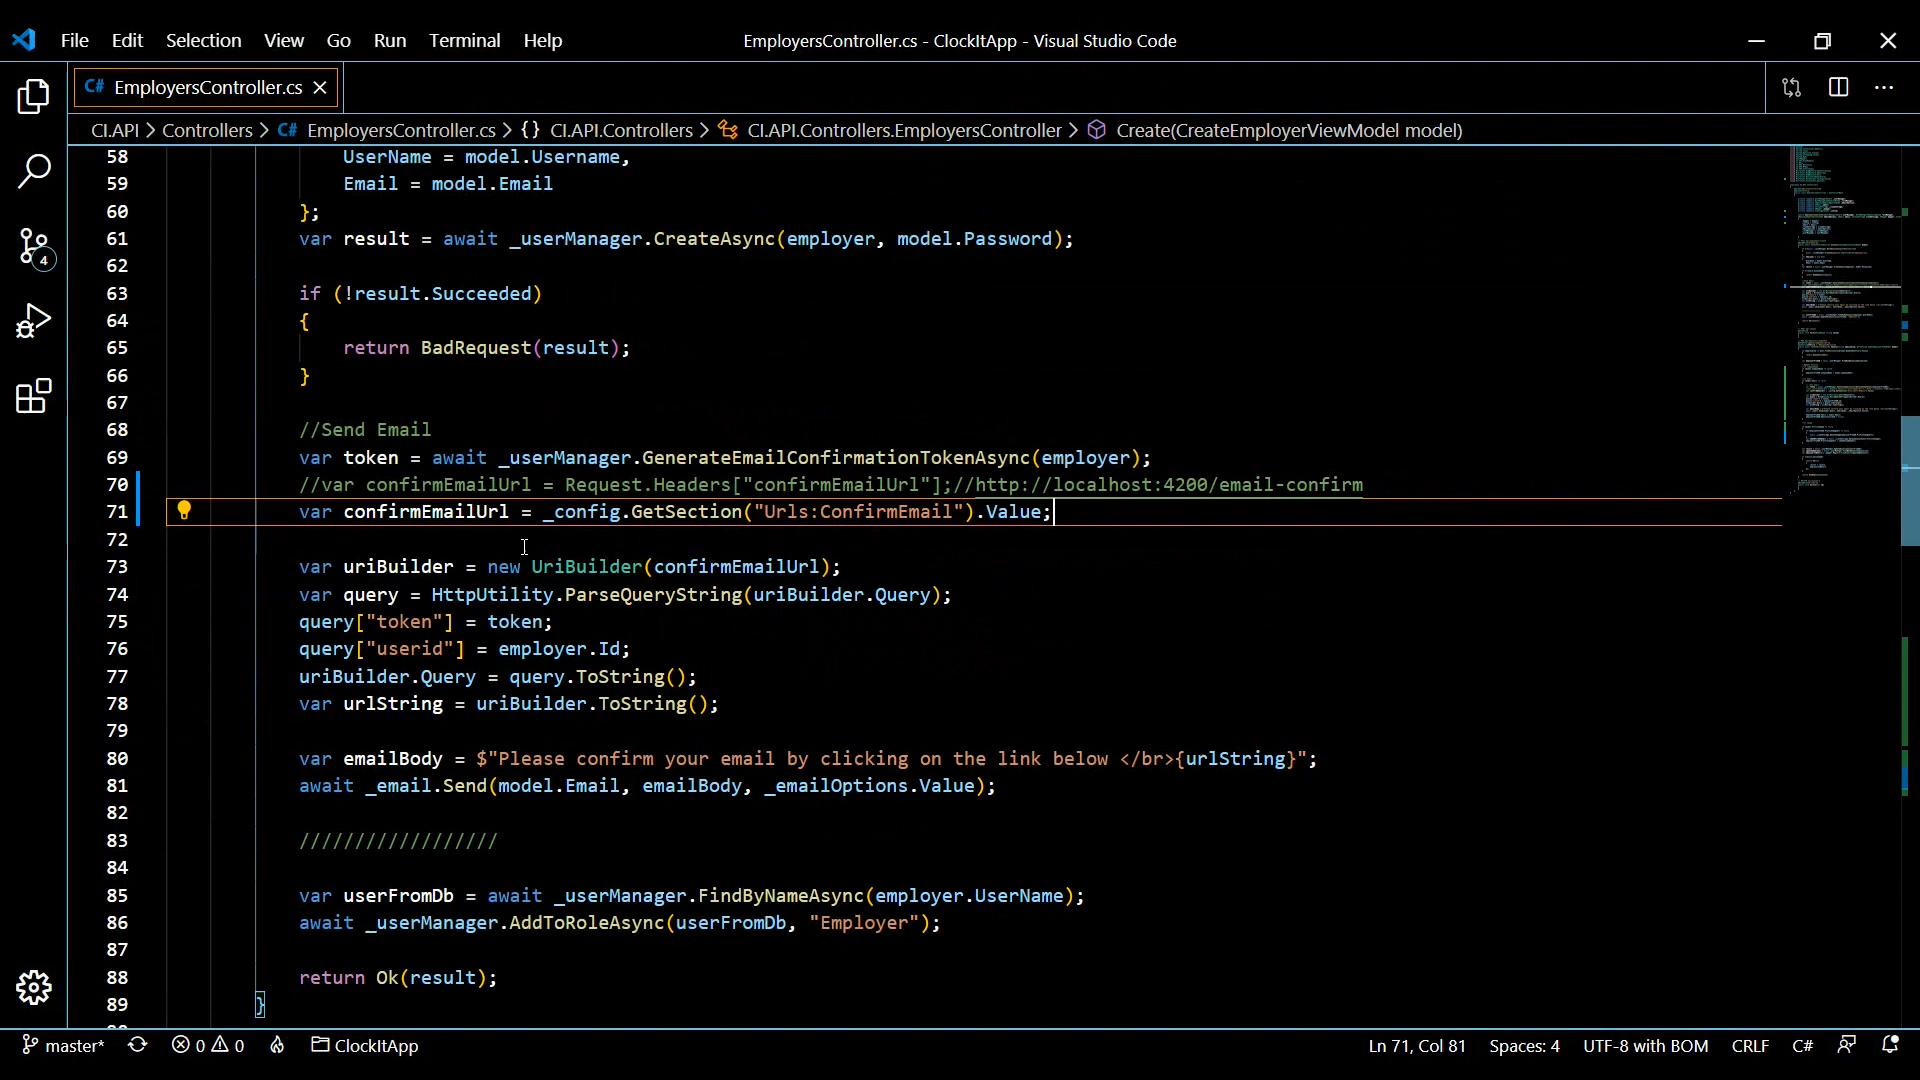 File Edit Selection View Go Run Terminal Help EmployersController.cs - ClockItApp - Visual Studio Code
C# EmployersController.cs
CI.API > Controllers > C# EmployersController.cs > {} CI.API.Controllers > CI.API.Controllers.EmployersController > Create(CreateEmployerViewModel model)
58 UserName = model.Username,
59 Email = model.Email
60 };
61 var result = await _userManager.CreateAsync(employer, model.Password);
62
63 if (!result.Succeeded)
64 {
65 return BadRequest(result);
66 }
67
68 //Send Email
69 var token = await _userManager.GenerateEmailConfirmationTokenAsync(employer);
70 //var confirmEmailUrl = Request.Headers["confirmEmailUrl"];//http://localhost:4200/email-confirm
71 var confirmEmailUrl = _config.GetSection("Urls:ConfirmEmail").Value;
72
73 var uriBuilder = new UriBuilder(confirmEmailUrl);
74 var query = HttpUtility.ParseQueryString(uriBuilder.Query);
75 query["token"] = token;
76 query["userid"] = employer.Id;
77 uriBuilder.Query = query.ToString();
78 var urlString = uriBuilder.ToString();
79
80 var emailBody = $"Please confirm your email by clicking on the link below </br>{urlString}";
81 await _email.Send(model.Email, emailBody, _emailOptions.Value);
82
83 //////////////////
84
85 var userFromDb = await _userManager.FindByNameAsync(employer.UserName);
86 await _userManager.AddToRoleAsync(userFromDb, "Employer");
87
88 return Ok(result);
89 }
4
master* 0 0 ClockItApp Ln 71, Col 81 Spaces: 4 UTF-8 with BOM CRLF C#